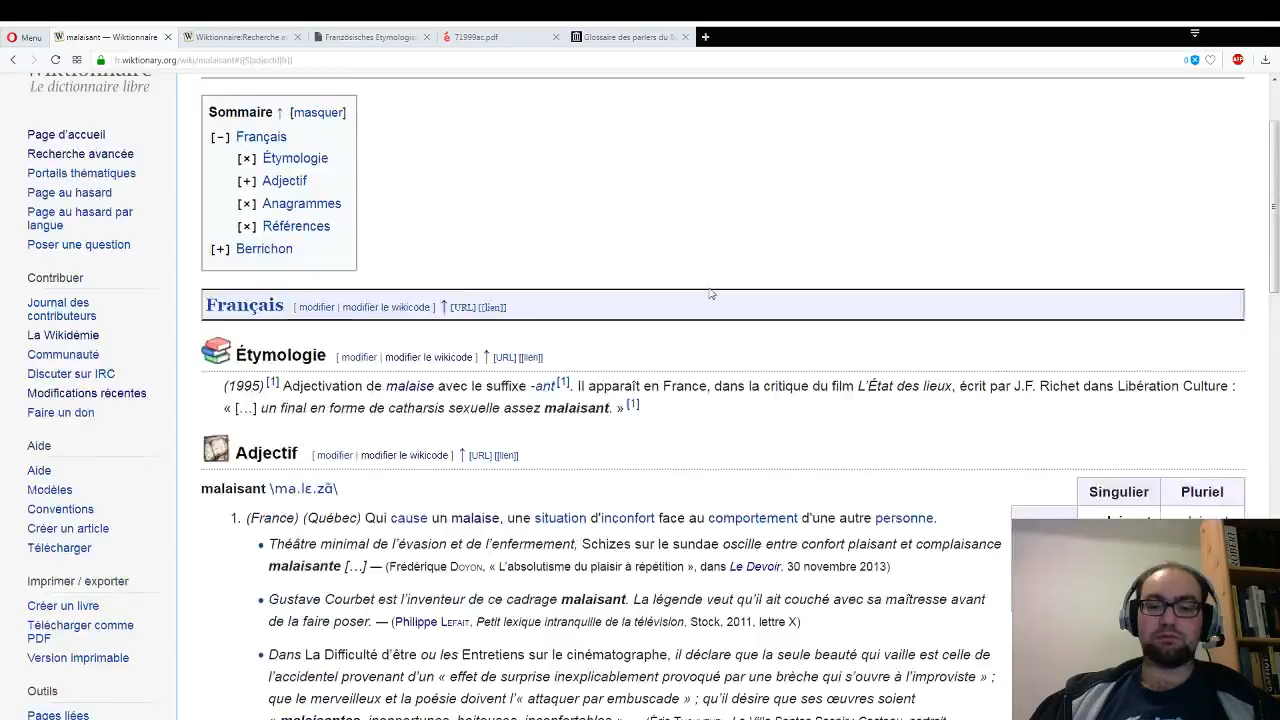 Menu
malaisant — Wiktionnaire
Wiktionnaire:Recherche a
Französisches Etymologis
71999ac.pdf
Glossaire des parlers du B
fr.wiktionary.org/wiki/malaisant#{{S|adjectif|fr}}
0
Wiktionnaire
Le dictionnaire libre
Page d'accueil
Recherche avancée
Portails thématiques
Page au hasard
Page au hasard par
langue
Poser une question
Contribuer
Journal des
contributeurs
La Wikidémie
Communauté
Discuter sur IRC
Modifications récentes
Faire un don
Aide
Aide
Modèles
Conventions
Créer un article
Télécharger
Imprimer / exporter
Créer un livre
Télécharger comme
PDF
Version imprimable
Outils
Pages liées
Sommaire ↑ [masquer]
[−] Français
[×] Étymologie
[+] Adjectif
[×] Anagrammes
[×] Références
[+] Berrichon
Français [ modifier | modifier le wikicode ] ↑ [URL] [[lien]]
Étymologie [ modifier | modifier le wikicode ] ↑ [URL] [[lien]]
(1995)[1] Adjectivation de malaise avec le suffixe -ant[1]. Il apparaît en France, dans la critique du film L'État des lieux, écrit par J.F. Richet dans Libération Culture :
« […] un final en forme de catharsis sexuelle assez malaisant. » [1]
Adjectif [ modifier | modifier le wikicode ] ↑ [URL] [[lien]]
malaisant \ma.lɛ.zɑ̃\
Singulier Pluriel
1. (France) (Québec) Qui cause un malaise, une situation d'inconfort face au comportement d'une autre personne.
• Théâtre minimal de l'évasion et de l'enfermement, Schizes sur le sundae oscille entre confort plaisant et complaisance
malaisante […] — (Frédérique Doyon, « L'absolutisme du plaisir à répétition », dans Le Devoir, 30 novembre 2013)
• Gustave Courbet est l'inventeur de ce cadrage malaisant. La légende veut qu'il ait couché avec sa maîtresse avant
de la faire poser. — (Philippe Lefait, Petit lexique intranquille de la télévision, Stock, 2011, lettre X)
• Dans La Difficulté d'être ou les Entretiens sur le cinématographe, il déclare que la seule beauté qui vaille est celle de
l'accidentel provenant d'un « effet de surprise inexplicablement provoqué par une brèche qui s'ouvre à l'improviste » ;
que le merveilleux et la poésie doivent l'« attaquer par embuscade » ; qu'il désire que ses œuvres soient